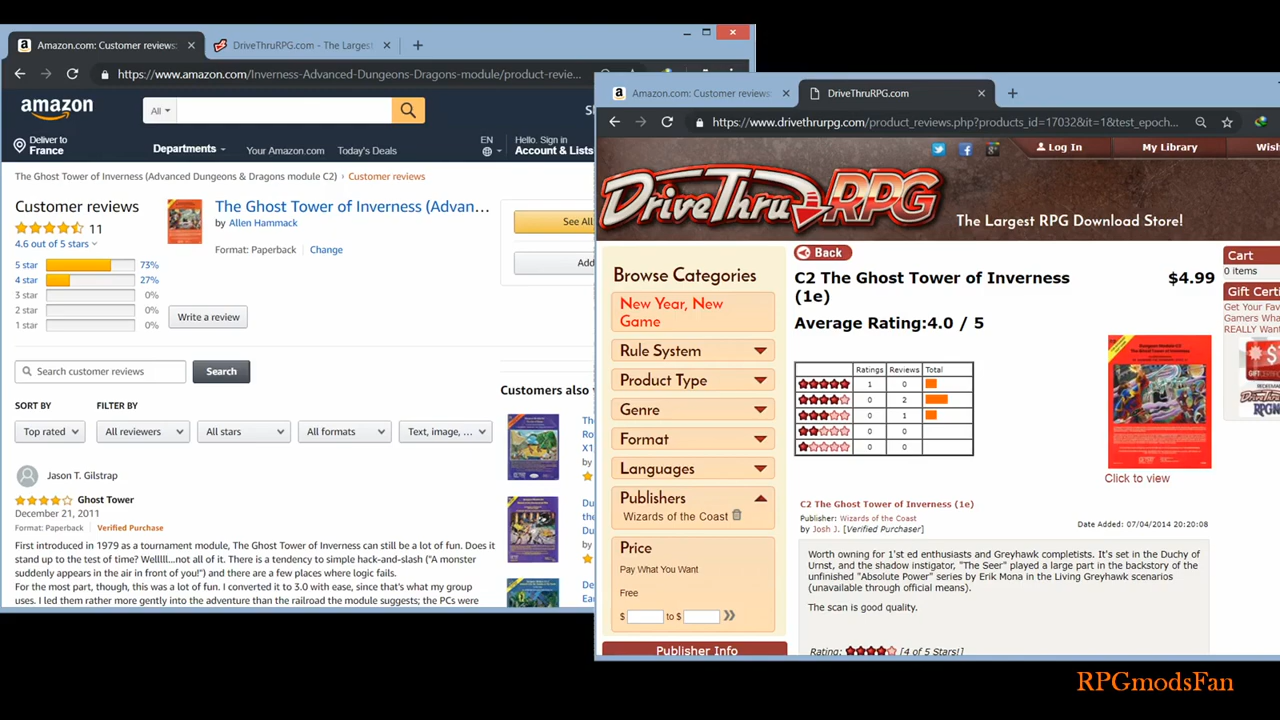 Amazon.com: Customer reviews:
DriveThruRPG.com - The Largest
https://www.amazon.com/Inverness-Advanced-Dungeons-Dragons-module/product-revie...
amazon
All
Deliver to
France
Departments
Your Amazon.com
Today's Deals
EN
Hello. Sign in
Account & Lists
The Ghost Tower of Inverness (Advanced Dungeons & Dragons module C2) › Customer reviews
Customer reviews
11
4.6 out of 5 stars
5 star 73%
4 star 27%
3 star 0%
2 star 0%
1 star 0%
The Ghost Tower of Inverness (Advan...
by Allen Hammack
Format: Paperback Change
Write a review
See All
Add
Search customer reviews
Search
Customers also
SORT BY
FILTER BY
Top rated
All reviewers
All stars
All formats
Text, image, ...
Jason T. Gilstrap
Ghost Tower
December 21, 2011
Format: Paperback Verified Purchase
First introduced in 1979 as a tournament module, The Ghost Tower of Inverness can still be a lot of fun. Does it
stand up to the test of time? Wellllll...not all of it. There is a tendency to simple hack-and-slash ("A monster
suddenly appears in the air in front of you!") and there are a few places where logic fails.
For the most part, though, this was a lot of fun. I converted it to 3.0 with ease, since that's what my group
uses. I led them rather more gently into the adventure than the railroad the module suggests; the PCs were
Th
Ro
X1
by
Du
the
Du
by
De
Ear
Amazon.com: Customer reviews:
DriveThruRPG.com
https://www.drivethrurpg.com/product_reviews.php?products_id=17032&it=1&test_epoch...
Log In
My Library
Wish
DriveThruRPG
The Largest RPG Download Store!
Browse Categories
New Year, New
Game
Rule System
Product Type
Genre
Format
Languages
Publishers
Wizards of the Coast
Price
Pay What You Want
Free
$ to $
Publisher Info
Back
C2 The Ghost Tower of Inverness
(1e)
$4.99
Average Rating:4.0 / 5
Ratings Reviews Total
1 0
0 2
0 1
0 0
0 0
Click to view
Cart
0 items
Gift Certi
Get Your Fav
Gamers Wha
REALLY Want
C2 The Ghost Tower of Inverness (1e)
Publisher: Wizards of the Coast
by Josh J. [Verified Purchaser]
Date Added: 07/04/2014 20:20:08
Worth owning for 1'st ed enthusiasts and Greyhawk completists. It's set in the Duchy of
Urnst, and the shadow instigator, "The Seer" played a large part in the backstory of the
unfinished "Absolute Power" series by Erik Mona in the Living Greyhawk scenarios
(unavailable through official means).
The scan is good quality.
Rating: [4 of 5 Stars!]
RPGmodsFan